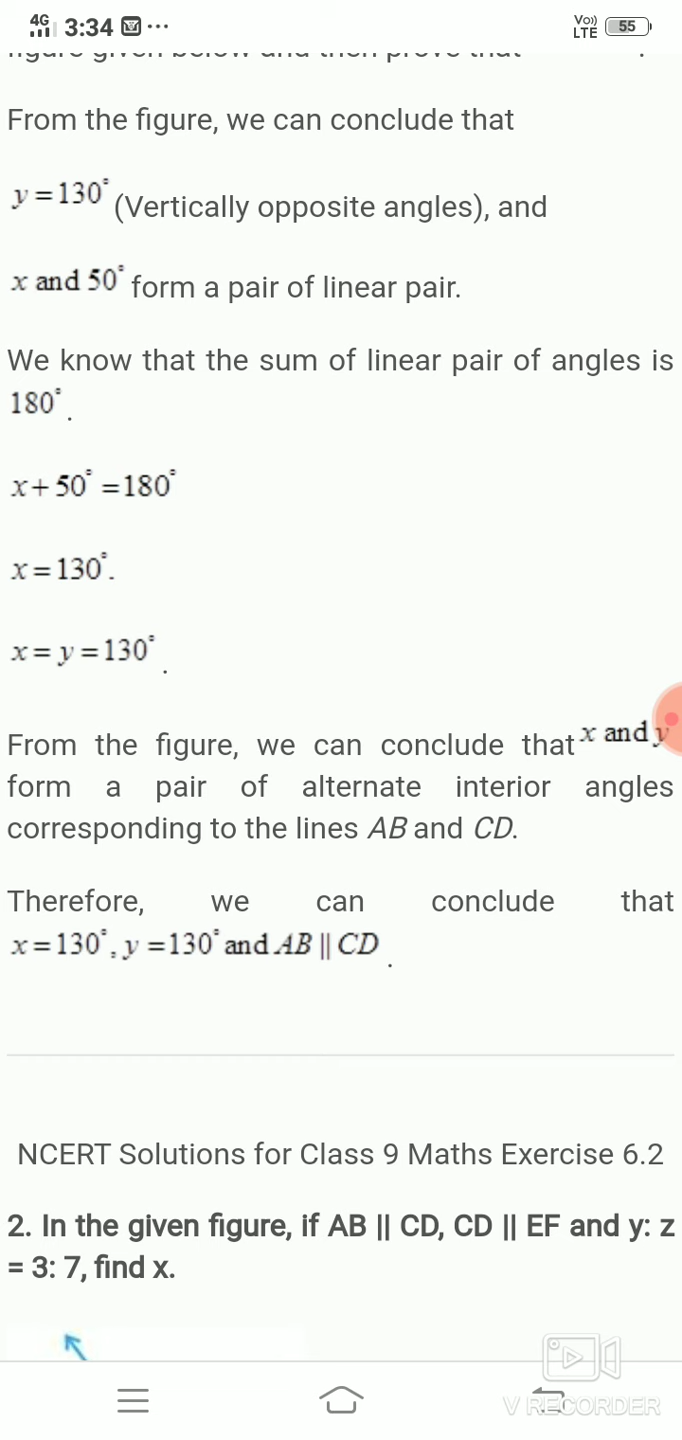 4G 3:34 ... Vo)) LTE 55
From the figure, we can conclude that
y = 130° (Vertically opposite angles), and
x and 50° form a pair of linear pair.
We know that the sum of linear pair of angles is
180°.
x + 50° = 180°
x = 130°.
x = y = 130°.
From the figure, we can conclude that x and y
form a pair of alternate interior angles
corresponding to the lines AB and CD.
Therefore, we can conclude that
x = 130°, y = 130° and AB || CD.
NCERT Solutions for Class 9 Maths Exercise 6.2
2. In the given figure, if AB || CD, CD || EF and y: z
= 3: 7, find x.
V RECORDER